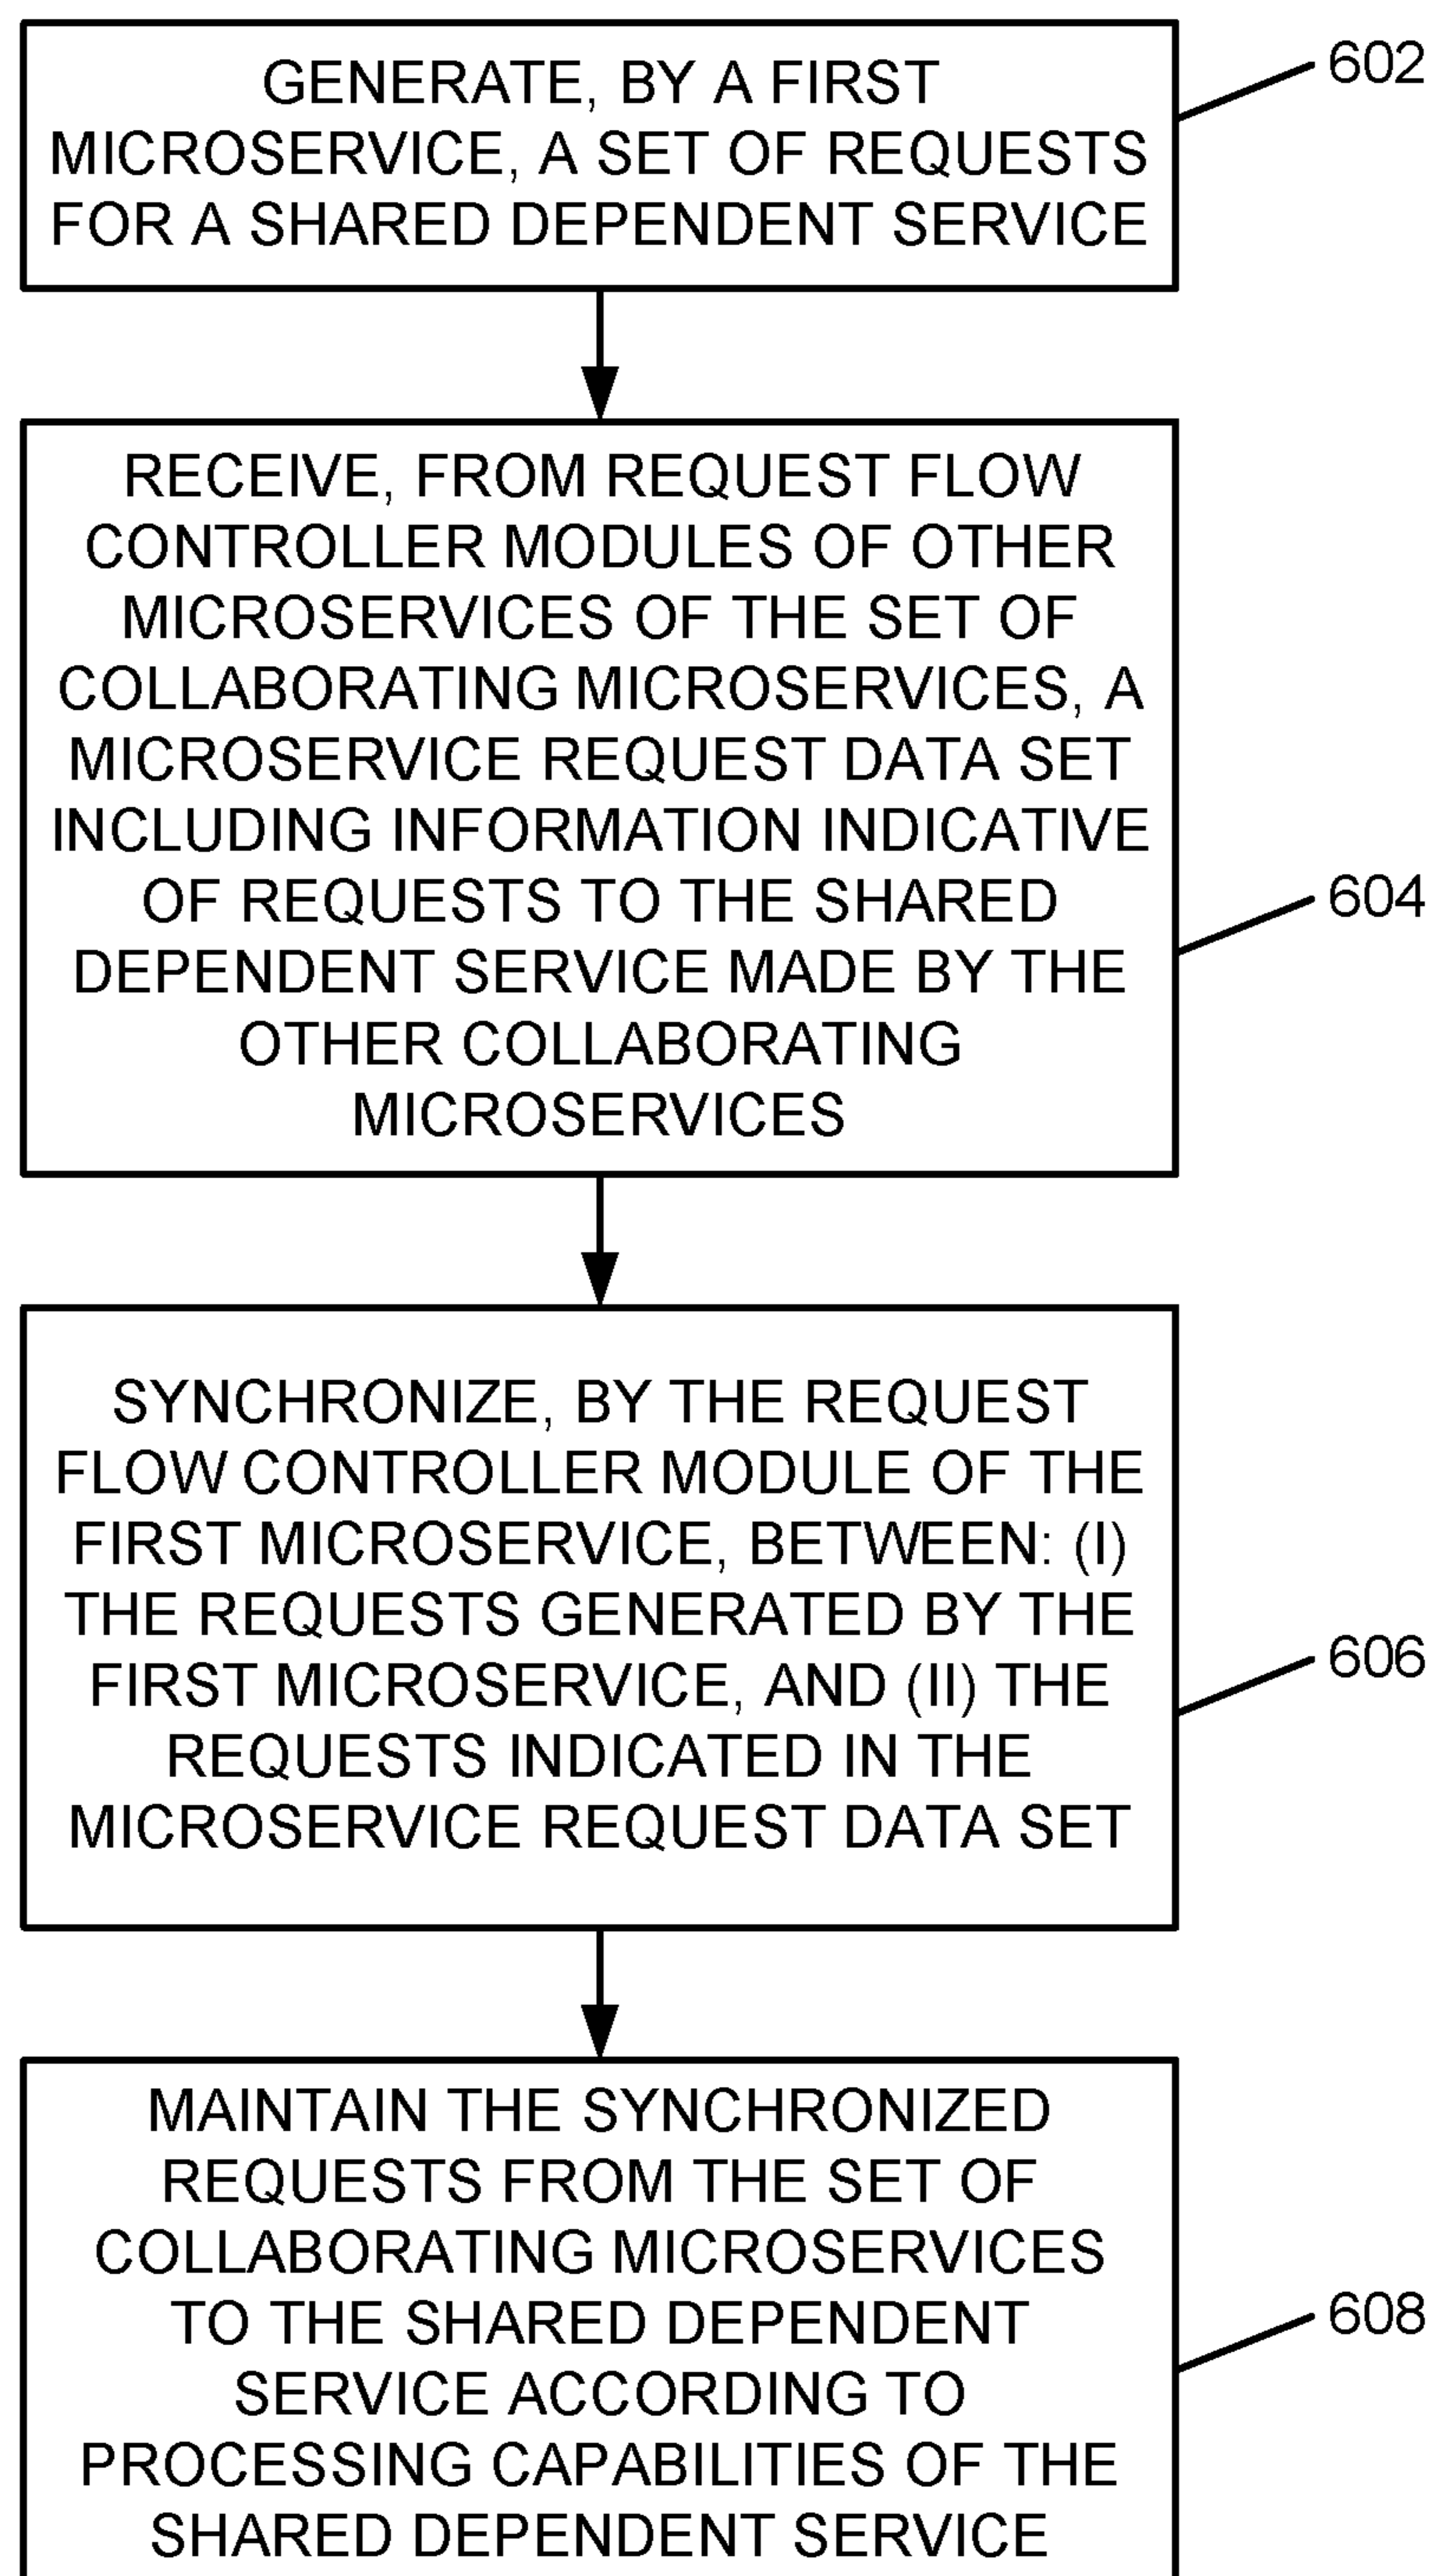 GENERATE, BY A FIRST
MICROSERVICE, A SET OF REQUESTS
FOR A SHARED DEPENDENT SERVICE
602
RECEIVE, FROM REQUEST FLOW
CONTROLLER MODULES OF OTHER
MICROSERVICES OF THE SET OF
COLLABORATING MICROSERVICES, A
MICROSERVICE REQUEST DATA SET
INCLUDING INFORMATION INDICATIVE
OF REQUESTS TO THE SHARED
DEPENDENT SERVICE MADE BY THE
OTHER COLLABORATING
MICROSERVICES
604
SYNCHRONIZE, BY THE REQUEST
FLOW CONTROLLER MODULE OF THE
FIRST MICROSERVICE, BETWEEN: (I)
THE REQUESTS GENERATED BY THE
FIRST MICROSERVICE, AND (II) THE
REQUESTS INDICATED IN THE
MICROSERVICE REQUEST DATA SET
606
MAINTAIN THE SYNCHRONIZED
REQUESTS FROM THE SET OF
COLLABORATING MICROSERVICES
TO THE SHARED DEPENDENT
SERVICE ACCORDING TO
PROCESSING CAPABILITIES OF THE
SHARED DEPENDENT SERVICE
608